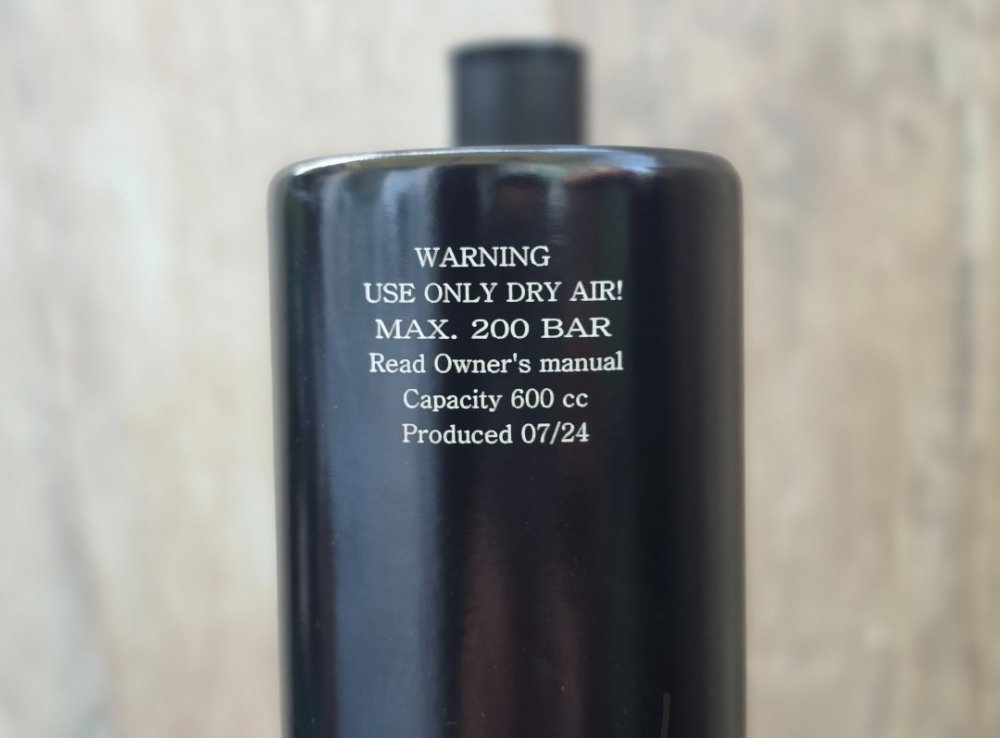 WARNING
USE ONLY DRY AIR!
MAX. 200 BAR
Read Owner's manual
Capacity 600 cc
Produced 07/24